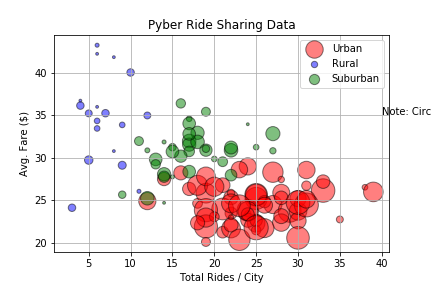 Pyber Ride Sharing Data
Urban
Rural
Suburban
Note: Circ
Avg. Fare ($)
40
35
30
25
20
5
10
15
20
25
30
35
40
Total Rides / City